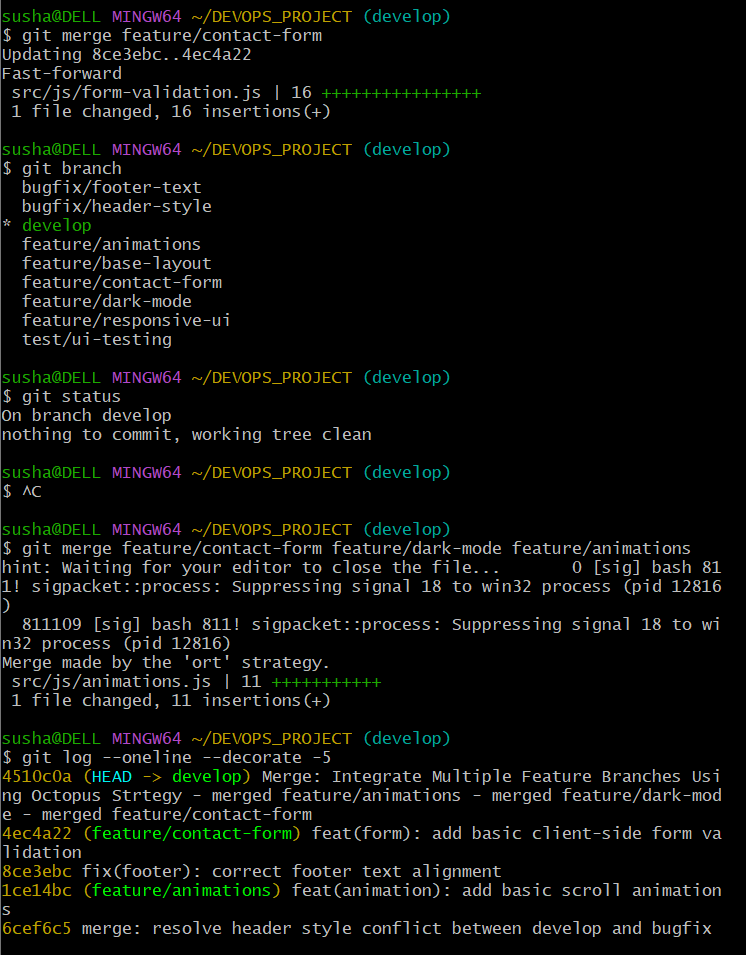 susha@DELL MINGW64 ~/DEVOPS_PROJECT (develop)
$ git merge feature/contact-form
Updating 8ce3ebc..4ec4a22
Fast-forward
 src/js/form-validation.js | 16 ++++++++++++++++
 1 file changed, 16 insertions(+)

susha@DELL MINGW64 ~/DEVOPS_PROJECT (develop)
$ git branch
  bugfix/footer-text
  bugfix/header-style
* develop
  feature/animations
  feature/base-layout
  feature/contact-form
  feature/dark-mode
  feature/responsive-ui
  test/ui-testing

susha@DELL MINGW64 ~/DEVOPS_PROJECT (develop)
$ git status
On branch develop
nothing to commit, working tree clean

susha@DELL MINGW64 ~/DEVOPS_PROJECT (develop)
$ ^C

susha@DELL MINGW64 ~/DEVOPS_PROJECT (develop)
$ git merge feature/contact-form feature/dark-mode feature/animations
hint: Waiting for your editor to close the file...       0 [sig] bash 81
1! sigpacket::process: Suppressing signal 18 to win32 process (pid 12816
)
  811109 [sig] bash 811! sigpacket::process: Suppressing signal 18 to wi
n32 process (pid 12816)
Merge made by the 'ort' strategy.
 src/js/animations.js | 11 +++++++++++
 1 file changed, 11 insertions(+)

susha@DELL MINGW64 ~/DEVOPS_PROJECT (develop)
$ git log --oneline --decorate -5
4510c0a (HEAD -> develop) Merge: Integrate Multiple Feature Branches Usi
ng Octopus Strtegy - merged feature/animations - merged feature/dark-mod
e - merged feature/contact-form
4ec4a22 (feature/contact-form) feat(form): add basic client-side form va
lidation
8ce3ebc fix(footer): correct footer text alignment
1ce14bc (feature/animations) feat(animation): add basic scroll animation
s
6cef6c5 merge: resolve header style conflict between develop and bugfix